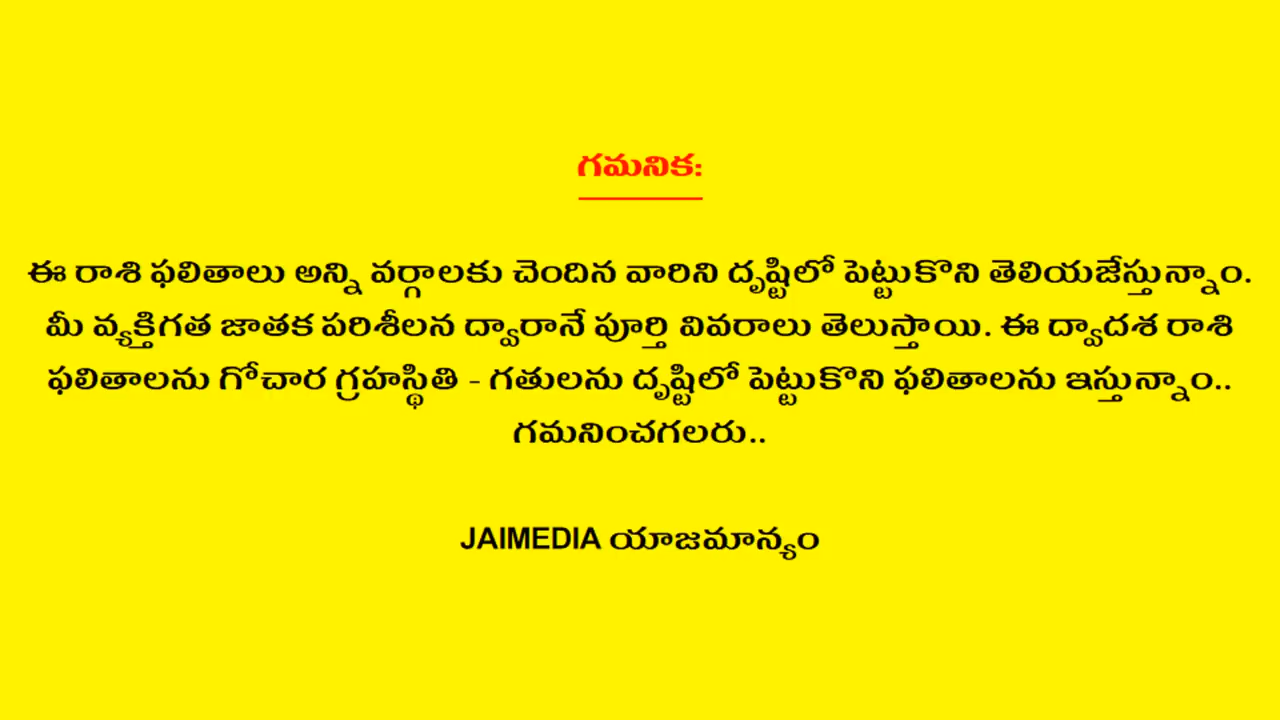 గమనిక:
ఈ రాశి ఫలితాలు అన్ని వర్గాలకు చెందిన వారిని దృష్టిలో పెట్టుకొని తెలియజేస్తున్నాం.
మీ వ్యక్తిగత జాతక పరిశీలన ద్వారానే పూర్తి వివరాలు తెలుస్తాయి. ఈ ద్వాదశ రాశి
ఫలితాలను గోచార గ్రహస్థితి - గతులను దృష్టిలో పెట్టుకొని ఫలితాలను ఇస్తున్నాం..
గమనించగలరు..
JAIMEDIA యాజమాన్యం